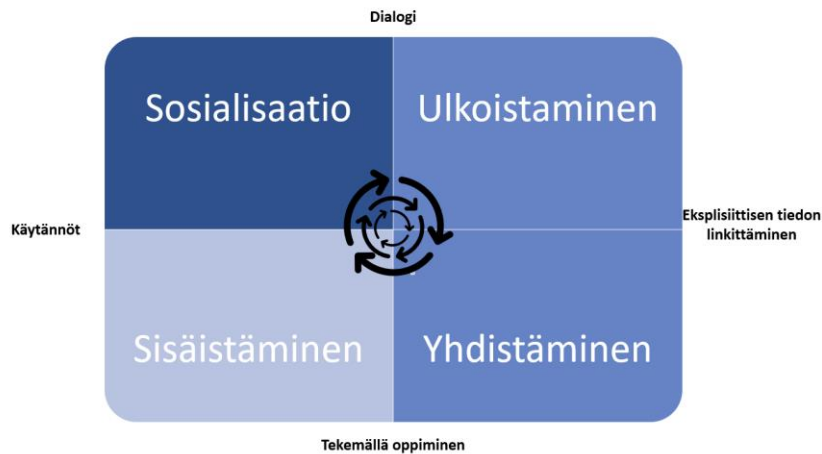 Dialogi
Sosialisaatio
Ulkoistaminen
Käytännöt
Eksplisiittisen tiedon
linkittäminen
Sisäistäminen
Yhdistäminen
Tekemällä oppiminen